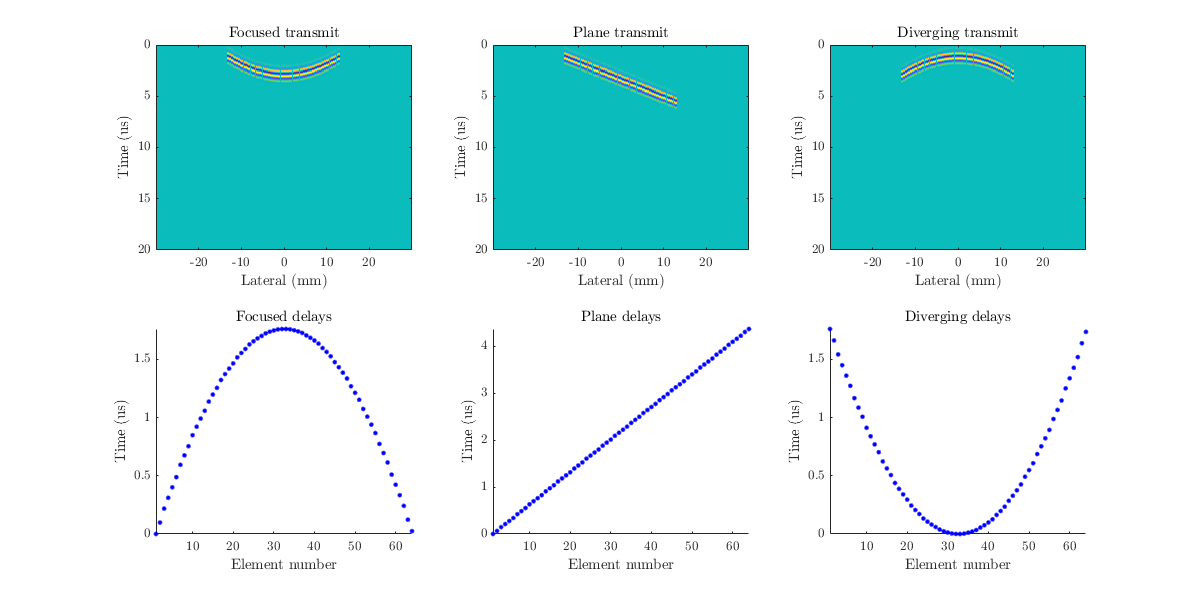 Focused transmit
0
5
10
15
20
Time (us)
-20 -10 0 10 20
Lateral (mm)
Plane transmit
0
5
10
15
20
Time (us)
-20 -10 0 10 20
Lateral (mm)
Diverging transmit
0
5
10
15
20
Time (us)
-20 -10 0 10 20
Lateral (mm)
Focused delays
1.5
1
0.5
0
Time (us)
10 20 30 40 50 60
Element number
Plane delays
4
3
2
1
0
Time (us)
10 20 30 40 50 60
Element number
Diverging delays
1.5
1
0.5
0
Time (us)
10 20 30 40 50 60
Element number